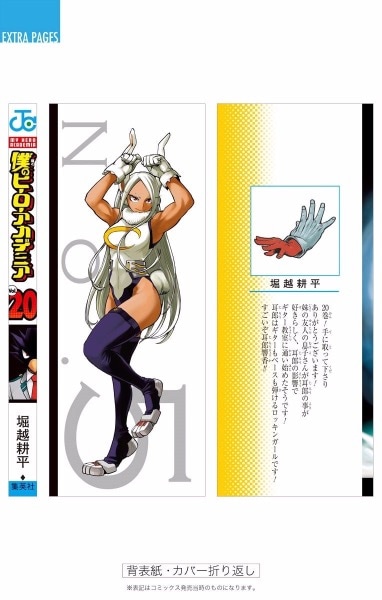 EXTRA PAGES
JC
MY HERO
ACADEMIA
僕のヒーローアカデミア
Vol.
20
堀越耕平
集英社
No.5
堀越耕平
20巻!手に取って下さり
ありがとうございます!
妹の友人の息子さんが耳郎の事が
好きらしく、耳郎の影響で
ギター教室に通い始めたそうです!
耳郎はギターもベースも弾けるロッキンガールです!
すごいぞ耳郎響香!!
背表紙・カバー折り返し
※表記はコミックス発売当時のものになります。